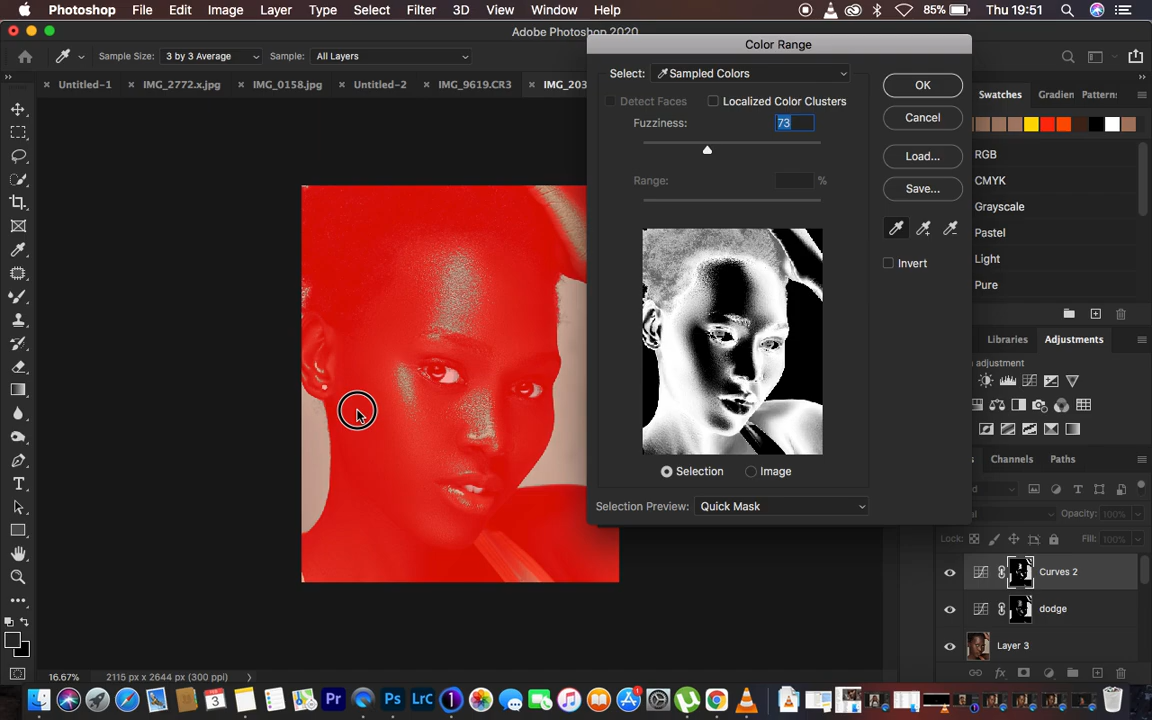 Photoshop File Edit Image Layer Type Select Filter 3D View Window Help 85% Thu 19:51
Adobe Photoshop 2020
Color Range
Sample Size: 3 by 3 Average Sample: All Layers
Select: Sampled Colors
OK
Untitled-1 IMG_2772.x.jpg IMG_0158.jpg Untitled-2 IMG_9619.CR3 IMG_203
Swatches Gradien Pattern:
Detect Faces Localized Color Clusters
Fuzziness: 73
Cancel
RGB
Load...
CMYK
Range: %
Save...
Grayscale
Pastel
Light
Invert
Pure
Libraries Adjustments
adjustment
Channels Paths
Selection Image
Selection Preview: Quick Mask
Opacity: 100%
Lock: Fill: 100%
Curves 2
dodge
Layer 3
16.67% 2115 px x 2644 px (300 ppi)
3 Pr Ps LrC